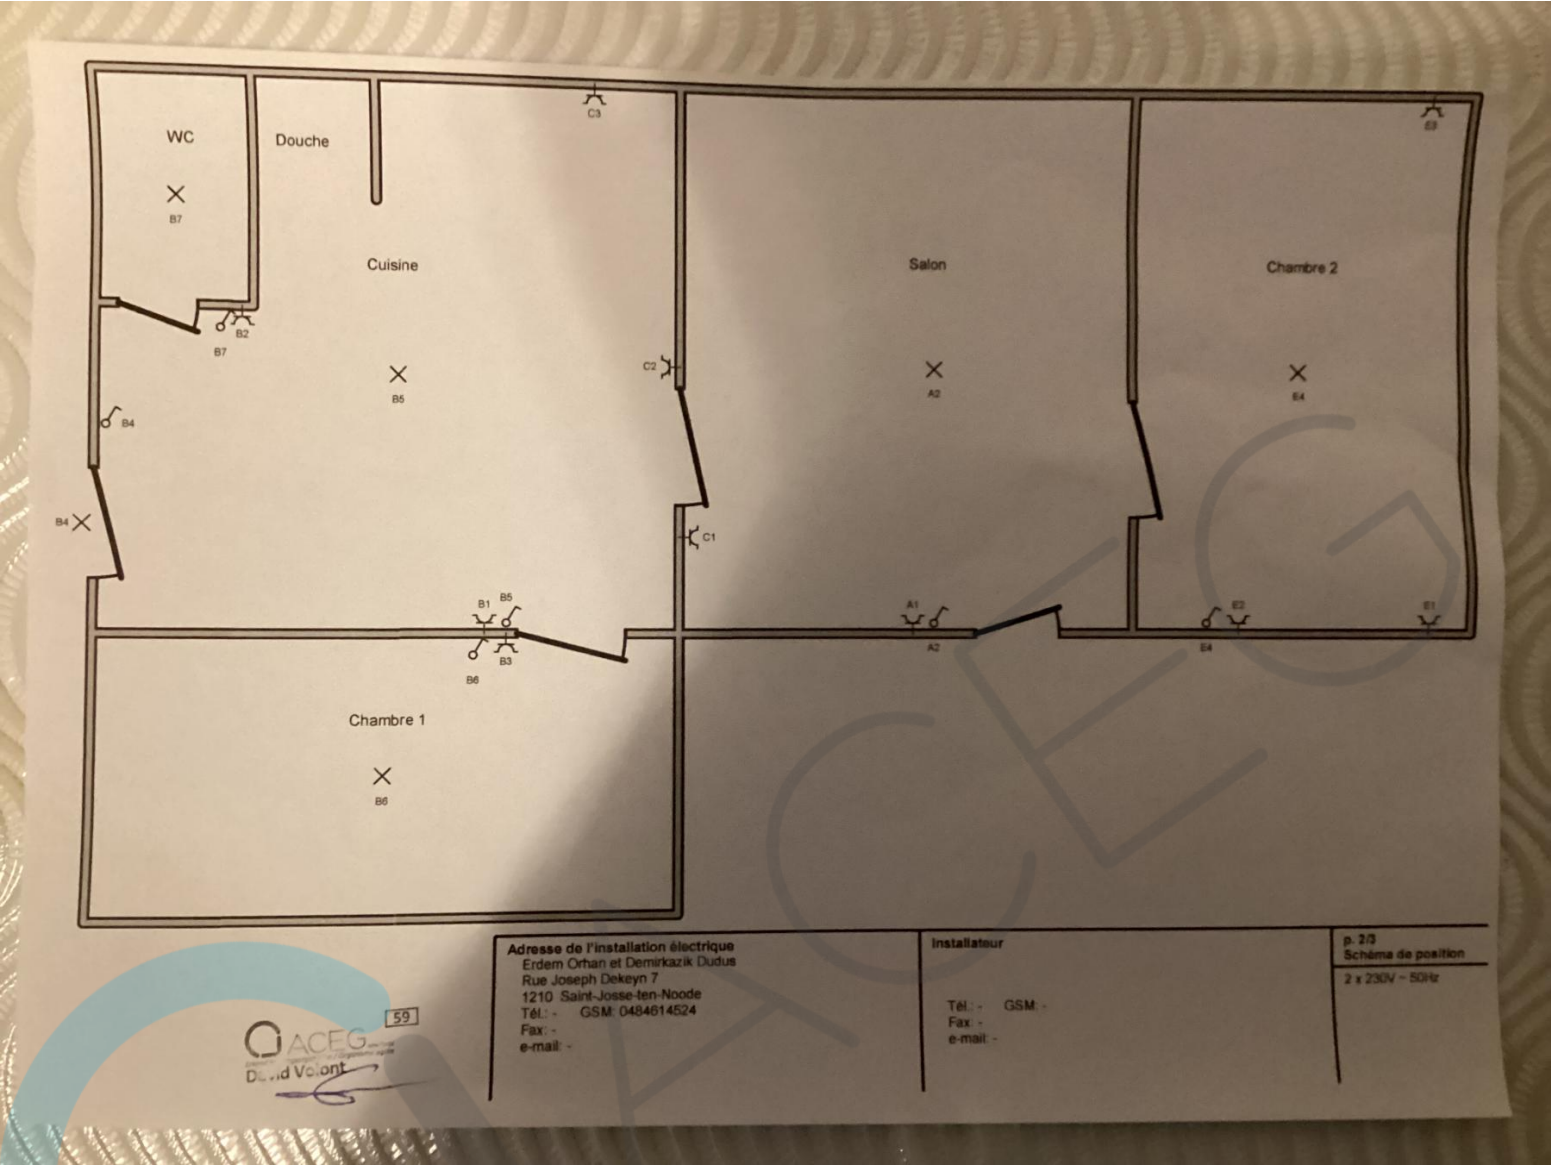 WC
Douche
C3
E3
B7
Cuisine
Salon
Chambre 2
B2
B7
C2
B5
A2
E4
B4
B4
C1
B1 B5
A1
E2
E1
B3
A2
E4
B6
Chambre 1
B6
ACEG
Adresse de l'installation électrique
Erdem Orhan et Demirkazik Dudus
Rue Joseph Dekeyn 7
1210 Saint-Josse-ten-Noode
Tél.: - GSM: 0484614524
Fax: -
e-mail: -
Installateur
Tél.: - GSM: -
Fax: -
e-mail: -
p. 2/3
Schéma de position
2 x 230V ~ 50Hz
59
ACEG
David Volont